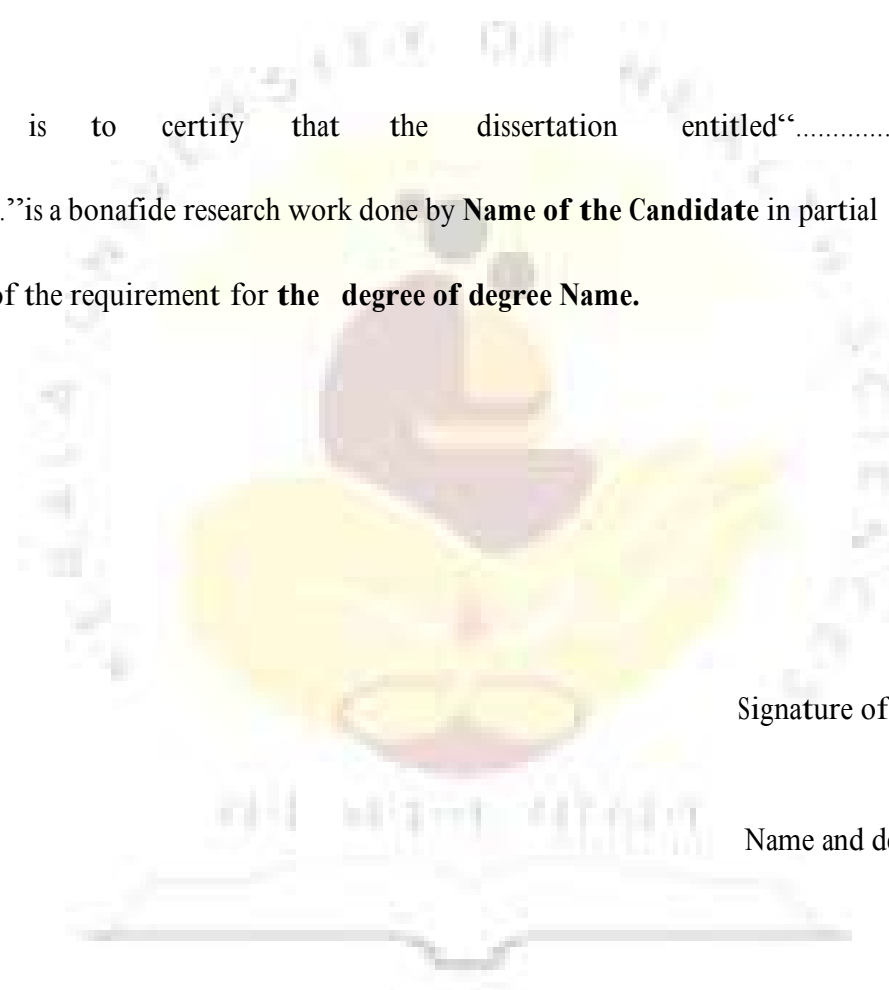 is to certify that the dissertation entitled“.............
.”is a bonafide research work done by Name of the Candidate in partial
of the requirement for the degree of degree Name.
Signature of
Name and de